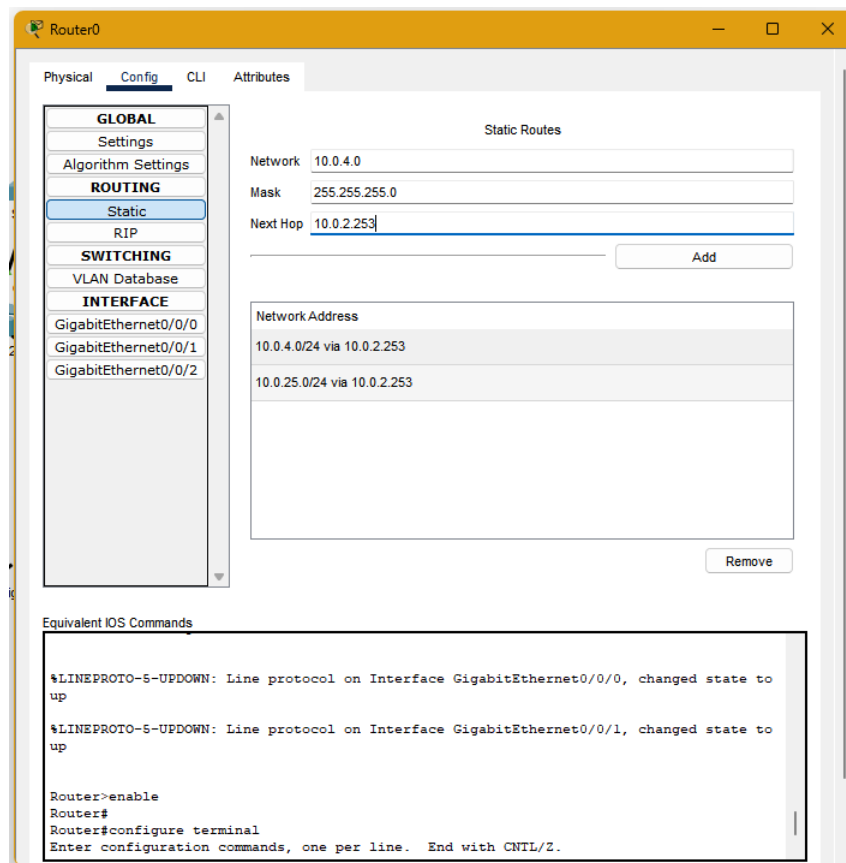 Router0
Physical Config CLI Attributes
GLOBAL
Settings
Algorithm Settings
ROUTING
Static
RIP
SWITCHING
VLAN Database
INTERFACE
GigabitEthernet0/0/0
GigabitEthernet0/0/1
GigabitEthernet0/0/2
Static Routes
Network 10.0.4.0
Mask 255.255.255.0
Next Hop 10.0.2.253
Add
Network Address
10.0.4.0/24 via 10.0.2.253
10.0.25.0/24 via 10.0.2.253
Remove
Equivalent IOS Commands
%LINEPROTO-5-UPDOWN: Line protocol on Interface GigabitEthernet0/0/0, changed state to
up
%LINEPROTO-5-UPDOWN: Line protocol on Interface GigabitEthernet0/0/1, changed state to
up
Router>enable
Router#
Router#configure terminal
Enter configuration commands, one per line. End with CNTL/Z.